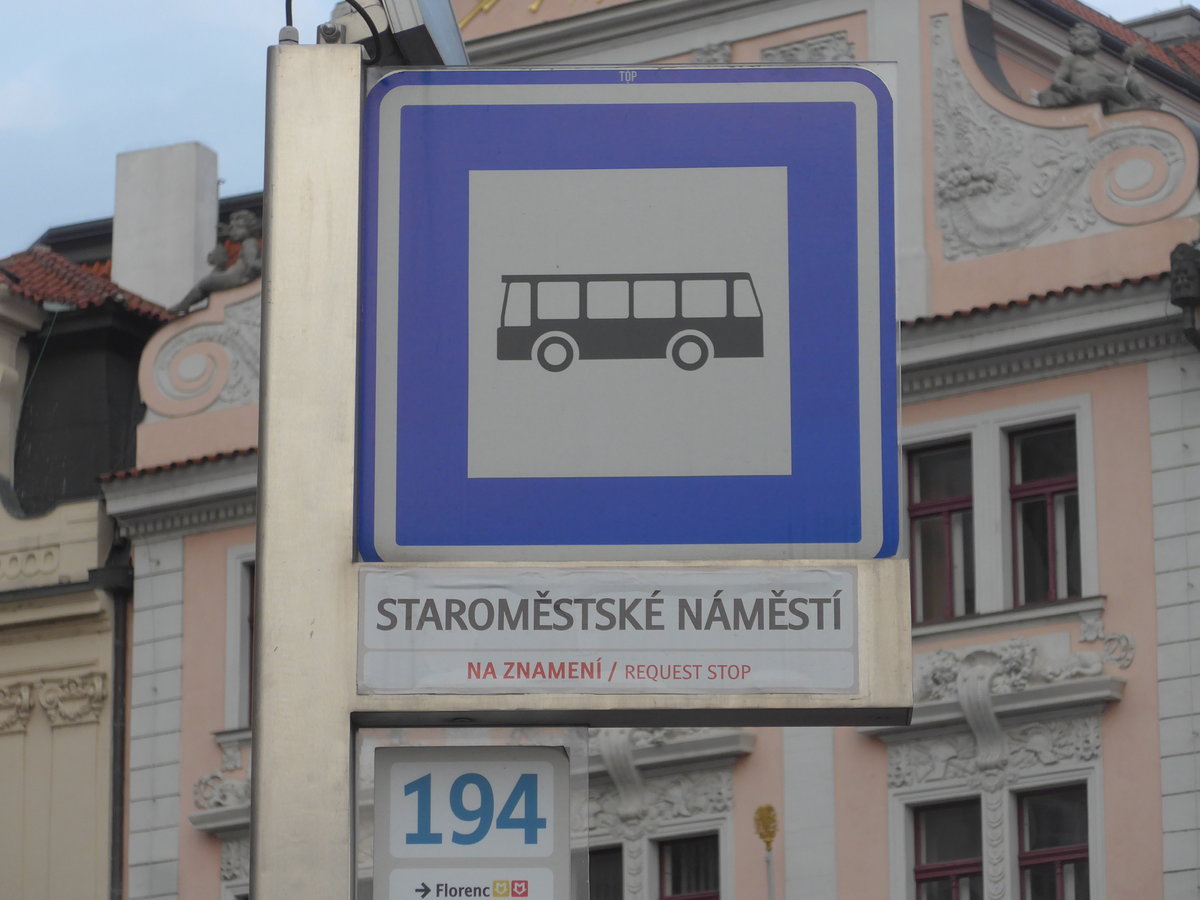 TOP
STAROMĚSTSKÉ NÁMĚSTÍ
NA ZNAMENÍ / REQUEST STOP
194
→ Florenc